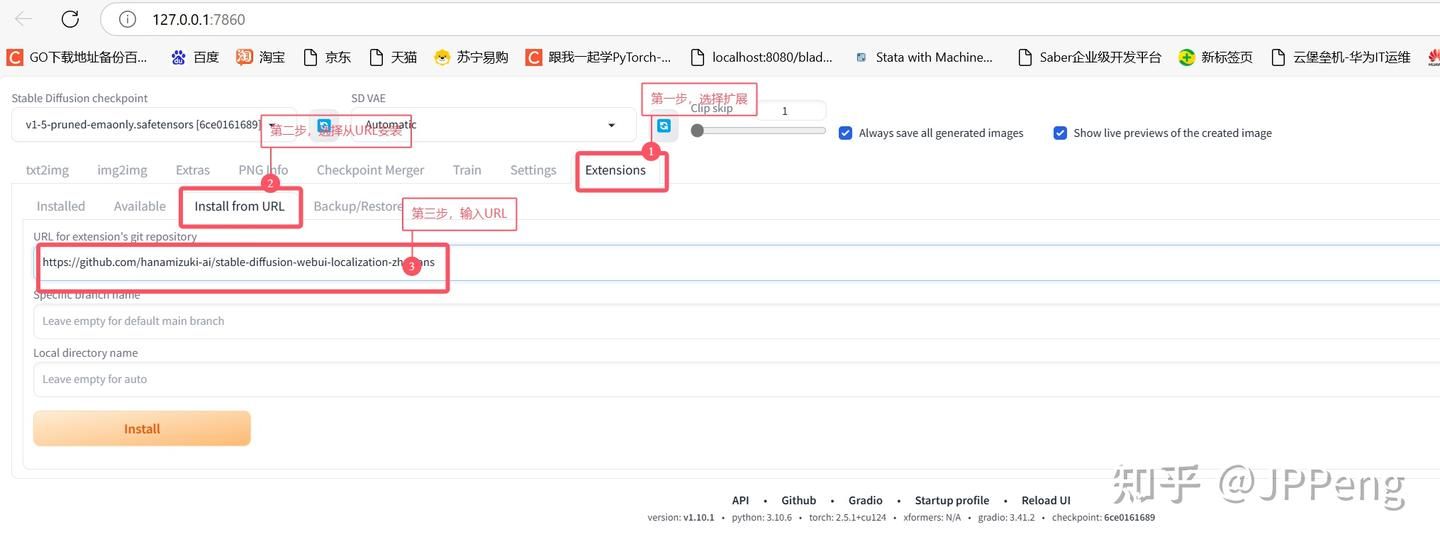 127.0.0.1:7860
GO下载地址备份百...
百度
淘宝
京东
天猫
苏宁易购
跟我一起学PyTorch-...
localhost:8080/blad...
Stata with Machine...
Saber企业级开发平台
新标签页
云堡垒机-华为IT运维
Stable Diffusion checkpoint
SD VAE
第一步，选择扩展
Clip skip
1
v1-5-pruned-emaonly.safetensors [6ce0161689]
第二步，选择从URL安装
Automatic
Always save all generated images
Show live previews of the created image
1
txt2img
img2img
Extras
PNG Info
Checkpoint Merger
Train
Settings
Extensions
2
Installed
Available
Install from URL
Backup/Restore
第三步，输入URL
URL for extension's git repository
https://github.com/hanamizuki-ai/stable-diffusion-webui-localization-zh
3
Specific branch name
Leave empty for default main branch
Local directory name
Leave empty for auto
Install
知乎 @JPPeng
API • Github • Gradio • Startup profile • Reload UI
version: v1.10.1 • python: 3.10.6 • torch: 2.5.1+cu124 • xformers: N/A • gradio: 3.41.2 • checkpoint: 6ce0161689